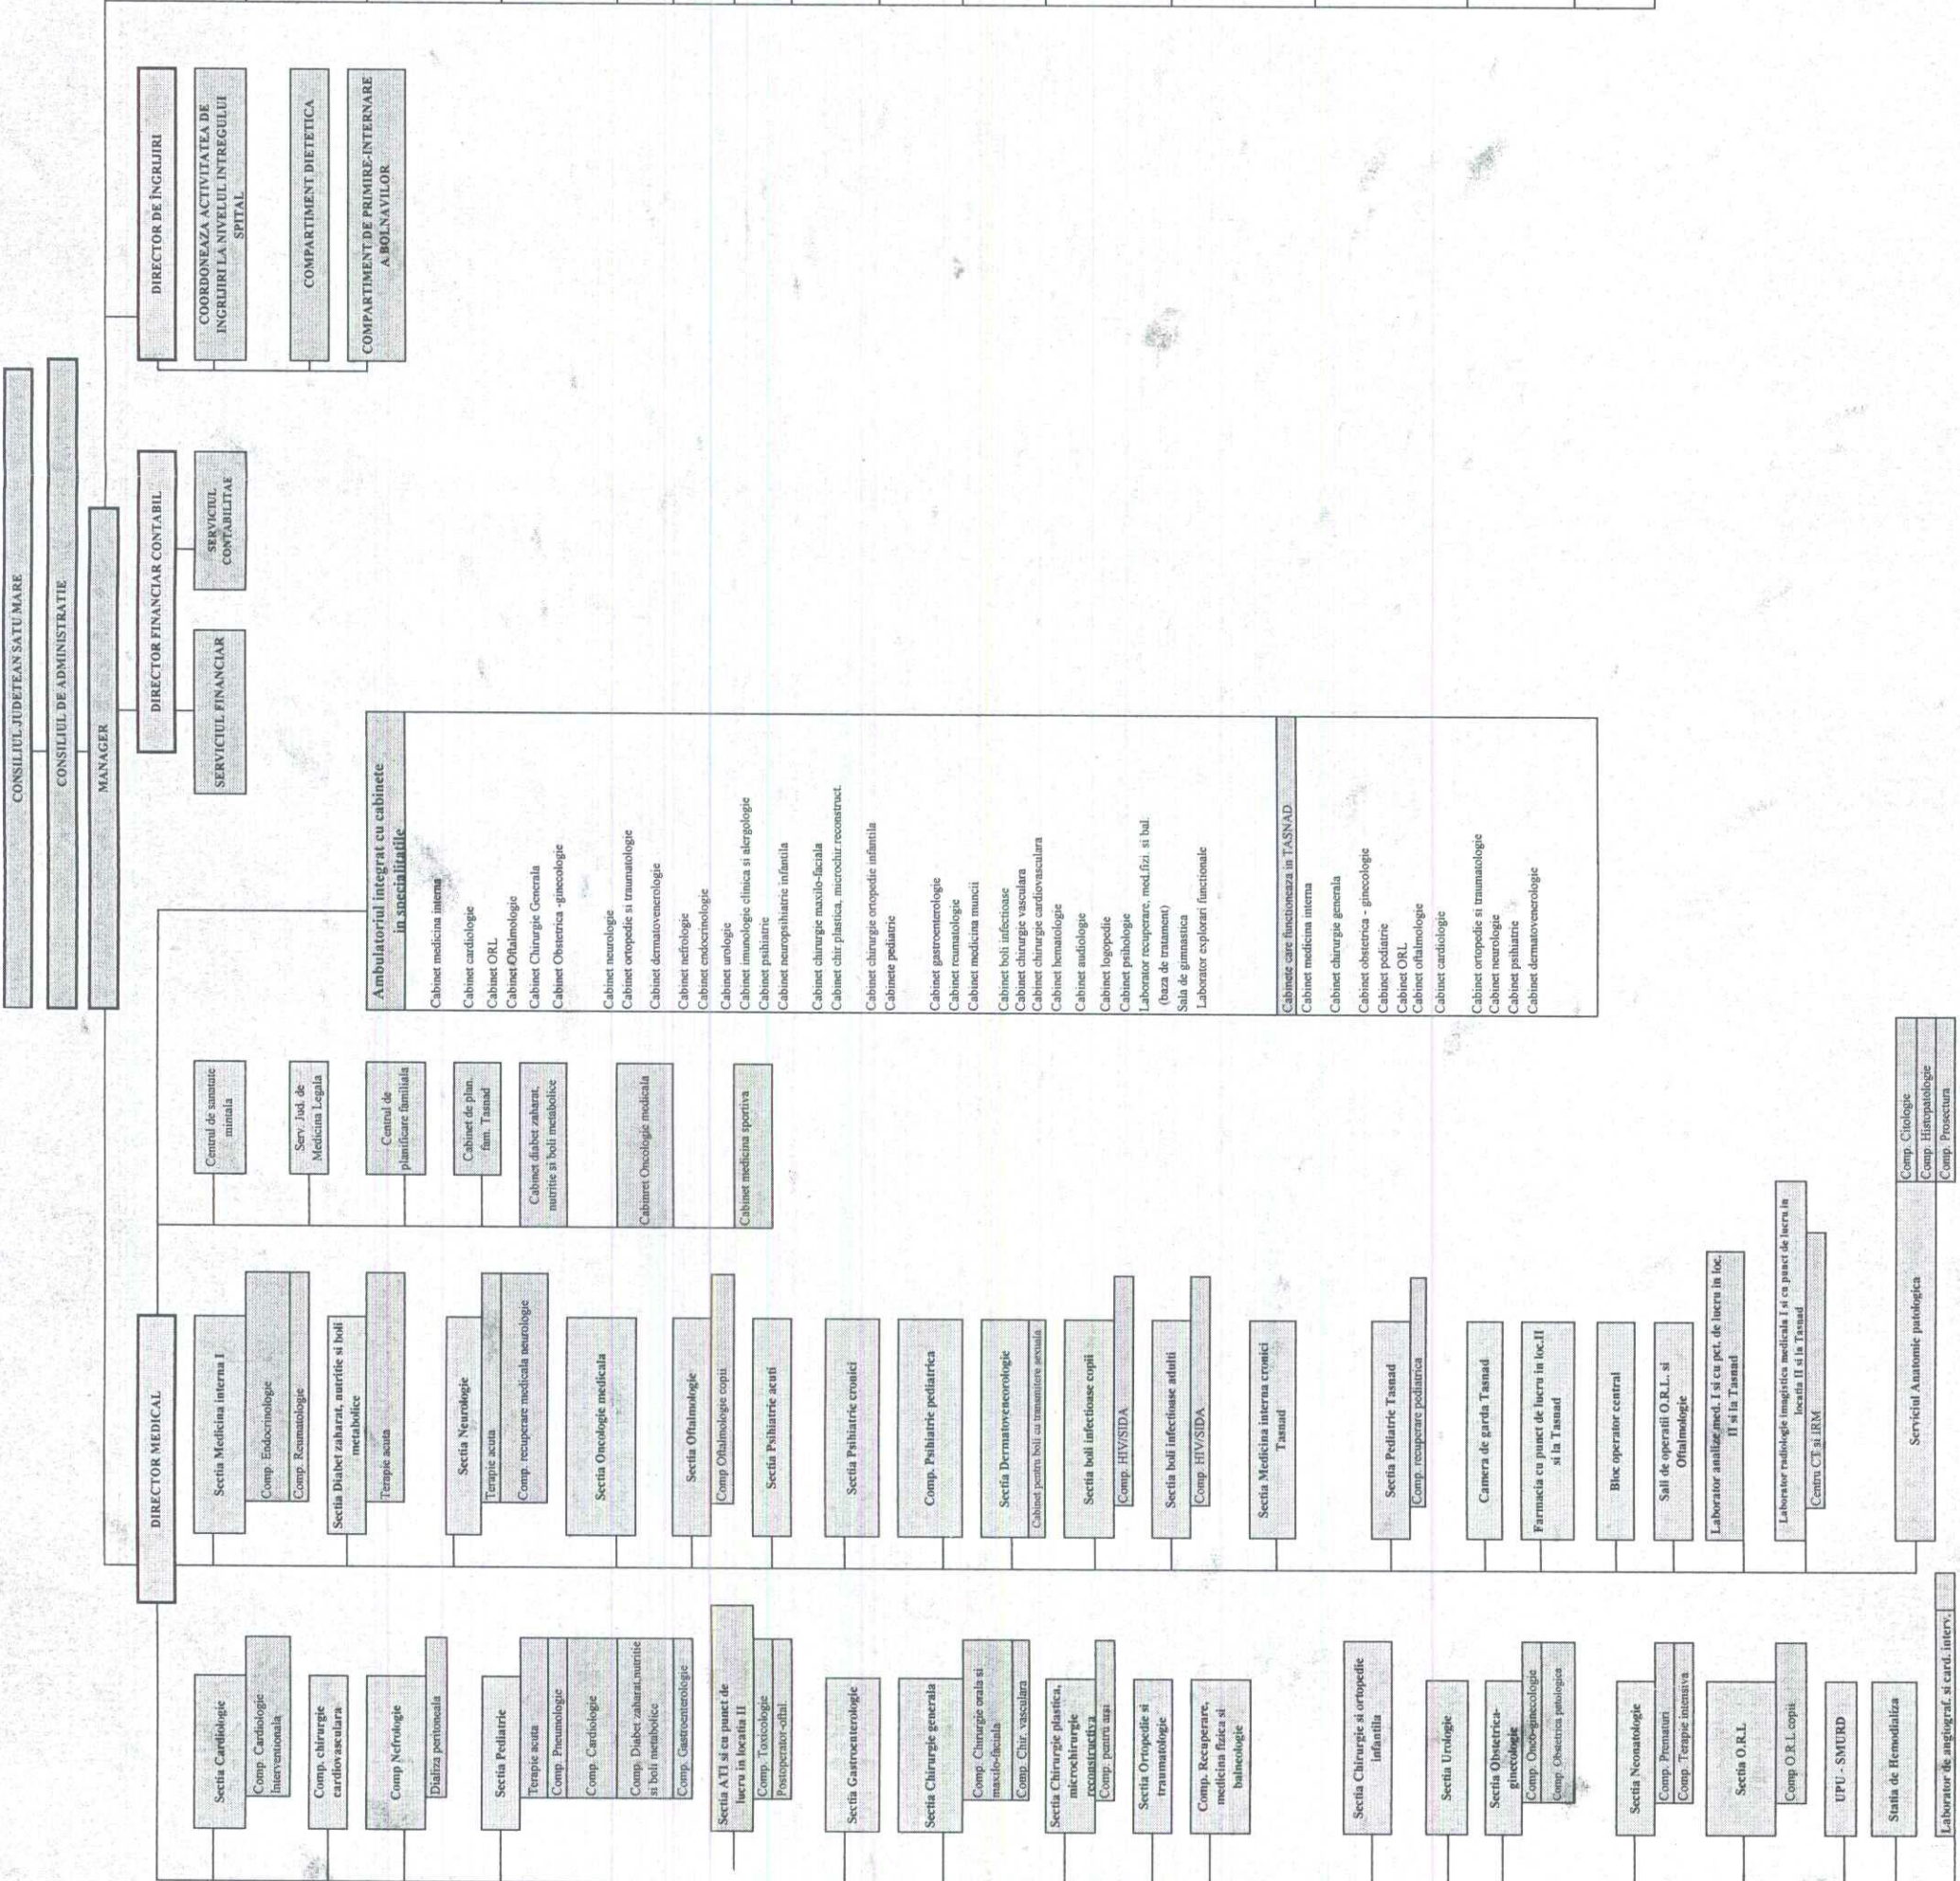 CONSILIUL JUDETEAN SATU MARE
CONSILIUL DE ADMINISTRATIE
MANAGER
DIRECTOR MEDICAL
DIRECTOR FINANCIAR CONTABIL
DIRECTOR DE ÎNGRIJIRI
Sectia Cardiologie
Comp. Cardiologie
Interventionala
Comp. chirurgie
cardiovasculara
Comp Nefrologie
Dializa peritoneala
Sectia Pediatrie
Terapie acuta
Comp. Pneumologie
Comp. Cardiologie
Comp. Diabet zaharat,nutritie
si boli metabolice
Comp. Gastroenterologie
Sectia ATI si cu punct de
lucru in locatia II
Comp. Toxicologie
Postoperator-oftal.
Sectia Gastroenterologie
Sectia Chirurgie generala
Comp. Chirurgie orala si
maxilo-faciala
Comp. Chir. vasculara
Sectia Chirurgie plastica,
microchirurgie
reconstructiva
Comp. pentru arsi
Sectia Ortopedie si
traumatologie
Comp. Recuperare,
medicina fizica si
balneologie
Sectia Chirurgie si ortopedie
infantila
Sectia Urologie
Sectia Obstetrica-
ginecologie
Comp. Onco-ginecologie
Comp. Obstetrica patologica
Sectia Neonatologie
Comp. Prematuri
Comp. Terapie intensiva
Sectia O.R.L
Comp O.R.L.copii
UPU - SMURD
Statia de Hemodializa
Laborator de angiograf. si card. interv.
Sectia Medicina interna I
Comp. Endocrinologie
Comp. Reumatologie
Sectia Diabet zaharat, nutritie si boli
metabolice
Terapie acuta
Sectia Neurologie
Terapie acuta
Comp. recuperare medicala neurologie
Sectia Oncologie medicala
Sectia Oftalmologie
Comp Oftalmologie copii
Sectia Psihiatrie acuti
Sectia Psihiatrie cronici
Comp. Psihiatrie pediatrica
Sectia Dermatovenerologie
Cabinet pentru boli cu transmitere sexuala
Sectia boli infectioase copii
Comp. HIV/SIDA
Sectia boli infectioase adulti
Comp. HIV/SIDA
Sectia Medicina interna cronici
Tasnad
Sectia Pediatrie Tasnad
Comp. recuperare pediatrica
Camera de garda Tasnad
Farmacia cu punct de lucru in loc.II
si la Tasnad
Bloc operator central
Sali de operatii O.R.L. si
Oftalmologie
Laborator analize med. I si cu pct. de lucru in loc.
II si la Tasnad
Laborator radiologie imagistica medicala I si cu punct de lucru in
locatia II si la Tasnad
Centru CT si IRM
Serviciul Anatomie patologica
Comp. Citologie
Comp. Histopatologie
Comp. Prosectura
Centrul de sanatate
mintala
Serv. Jud. de
Medicina Legala
Centrul de
planificare familiala
Cabinet de plan.
fam. Tasnad
Cabinet diabet zaharat,
nutritie si boli metabolice
Cabinret Oncologie medicala
Cabinet medicina sportiva
Ambulatoriul integrat cu cabinete
in specialitatile
Cabinet medicina interna
Cabinet cardiologie
Cabinet ORL
Cabinet Oftalmologie
Cabinet Chirurgie Generala
Cabinet Obstetrica -ginecologie
Cabinet neurologie
Cabinet ortopedie si traumatologie
Cabinet dermatovenerologie
Cabinet nefrologie
Cabinet endocrinologie
Cabinet urologie
Cabinet imunologie clinica si alergologie
Cabinet psihiatrie
Cabinet neuropsihiatrie infantila
Cabinet chirurgie maxilo-faciala
Cabinet chir plastica, microchir.reconstruct.
Cabinet chirurgie ortopedie infantila
Cabinete pediatrie
Cabinet gastroenterologie
Cabinet reumatologie
Cabinet medicina muncii
Cabinet boli infectioase
Cabinet chirurgie vasculara
Cabinet chirurgie cardiovasculara
Cabinet hematologie
Cabinet audiologie
Cabinet logopedie
Cabinet psihologie
Laborator recuperare, med.fizi. si bal.
(baza de tratament)
Sala de gimnastica
Laborator explorari functionale
Cabinete care functioneaza in TASNAD
Cabinet medicina interna
Cabinet chirurgie generala
Cabinet obstetrica - ginecologie
Cabinet pediatrie
Cabinet ORL
Cabinet oftalmologie
Cabinet cardiologie
Cabinet ortopedie si traumatologie
Cabinet neurologie
Cabinet psihiatrie
Cabinet dermatovenerologie
SERVICIUL FINANCIAR
SERVICIUL
CONTABILITAE
COORDONEAZA ACTIVITATEA DE
INGRIJIRI LA NIVELUL INTREGULUI
SPITAL
COMPARTIMENT DIETETICA
COMPARTIMENT DE PRIMIRE-INTERNARE
A BOLNAVILOR